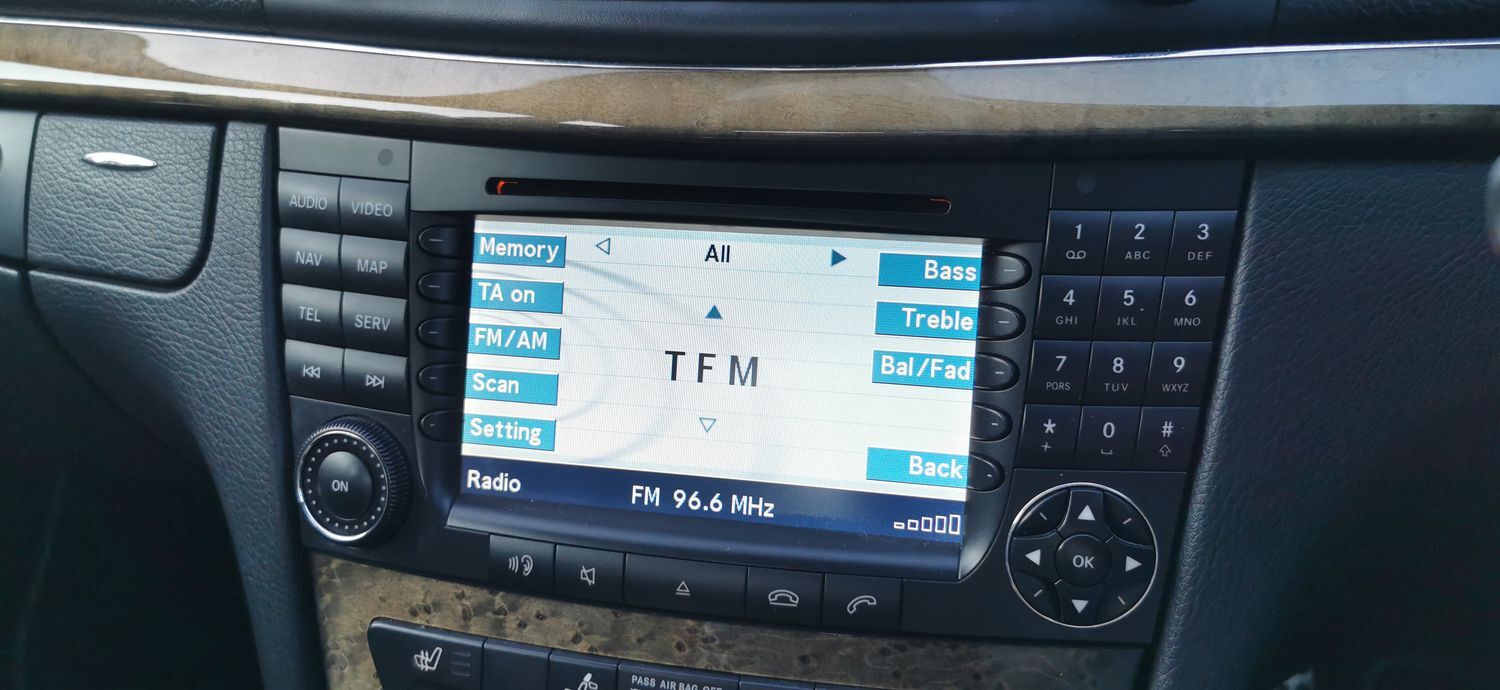 AUDIO VIDEO
NAV MAP
TEL SERV
ON
Memory
TA on
FM/AM
Scan
Setting
All
TFM
Bass
Treble
Bal/Fad
Back
Radio FM 96.6 MHz
1 2 ABC 3 DEF
4 GHI 5 JKL 6 MNO
7 PQRS 8 TUV 9 WXYZ
* + 0 #
OK
PASS AIR BAG OFF